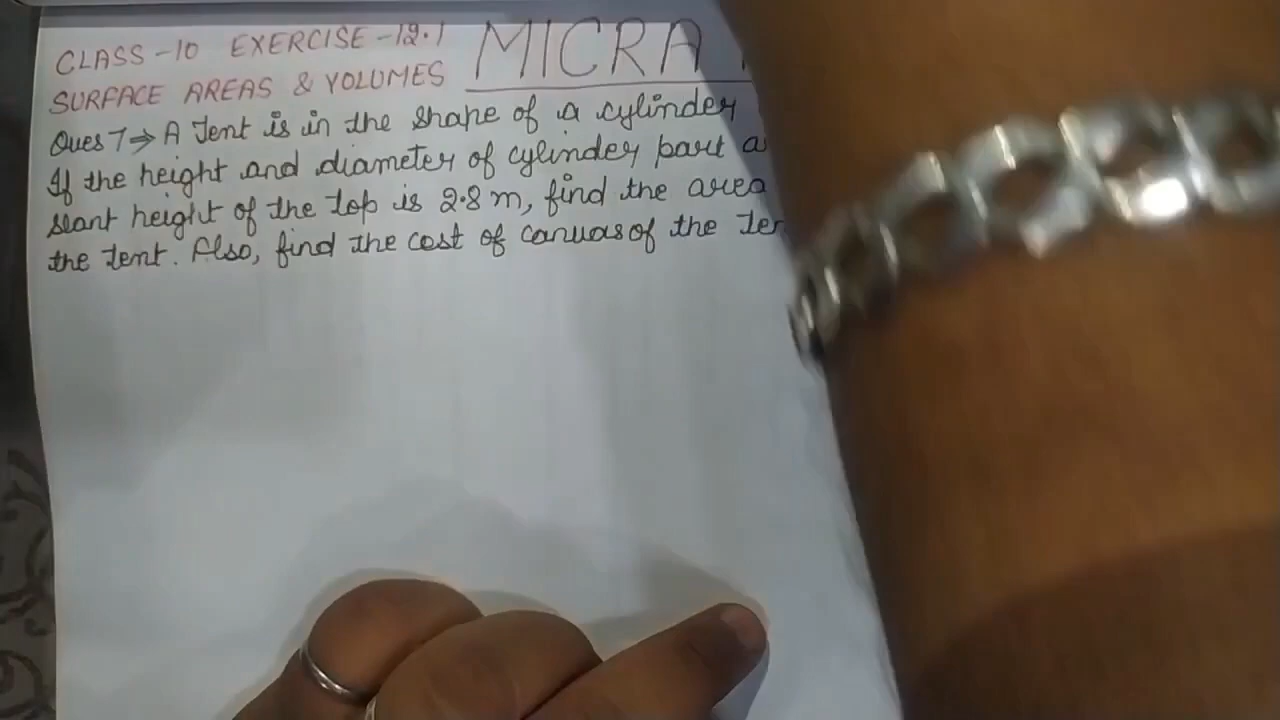 CLASS-10 EXERCISE-12.1 MICRA
SURFACE AREAS & VOLUMES
Ques 7⇒ A Tent is in the shape of a cylinder
If the height and diameter of cylinder part a
slant height of the top is 2.8 m, find the area
the tent. Also, find the cost of canvas of the ten